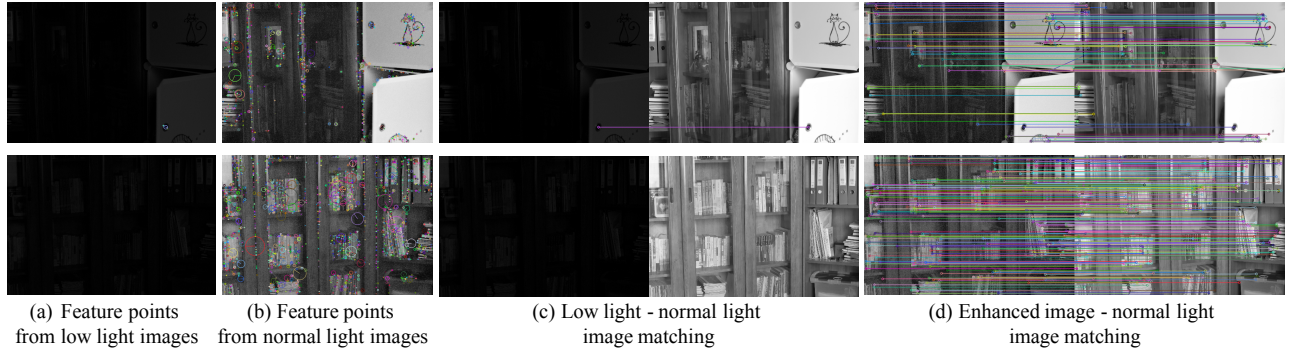 (a) Feature points
from low light images
(b) Feature points
from normal light images
(c) Low light - normal light
image matching
(d) Enhanced image - normal light
image matching